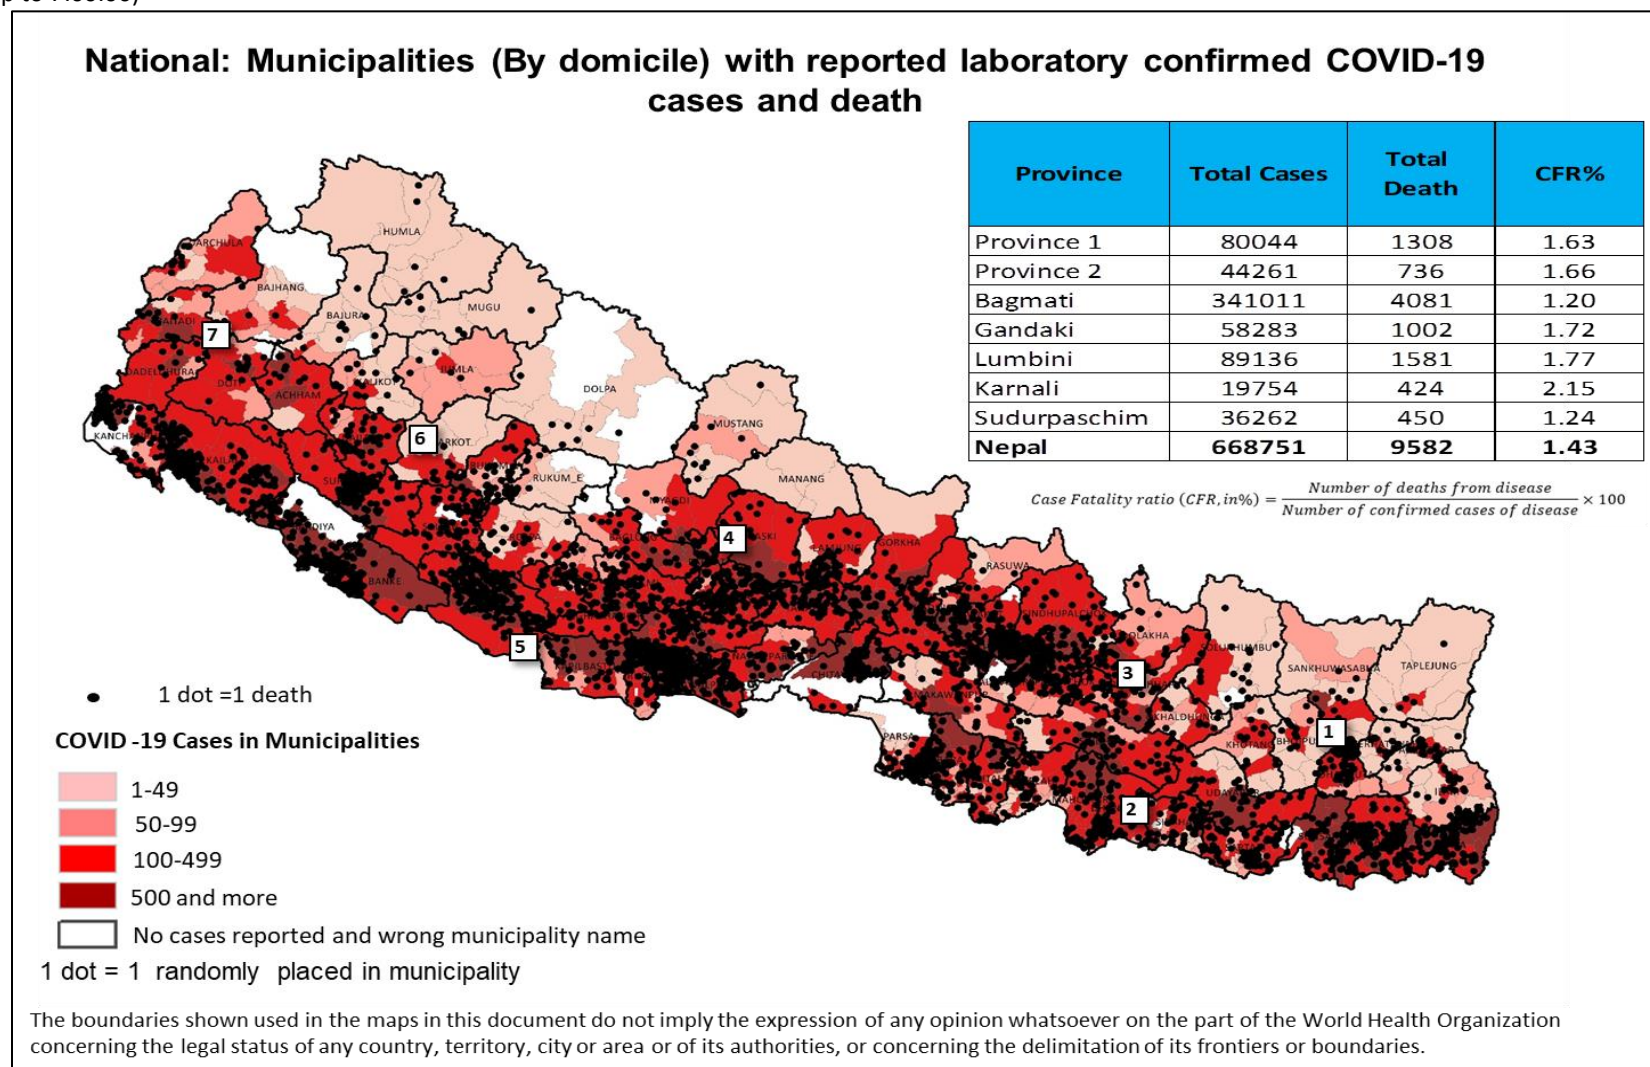 National: Municipalities (By domicile) with reported laboratory confirmed COVID-19
cases and death
Province Total Cases Total Death CFR%
Province 1 80044 1308 1.63
Province 2 44261 736 1.66
Bagmati 341011 4081 1.20
Gandaki 58283 1002 1.72
Lumbini 89136 1581 1.77
Karnali 19754 424 2.15
Sudurpaschim 36262 450 1.24
Nepal 668751 9582 1.43
Case Fatality ratio (CFR, in%) = Number of deaths from disease / Number of confirmed cases of disease × 100
HUMLA
BAJHANG
BAJURA
MUGU
DOLPA
MUSTANG
MANANG
RUKUM_E
ACHHAM
BANKE
GORKHA
RASUWA
SINDHUPALCHO
SANKHUWASABHA
TAPLEJUNG
PARSA
7
6
4
5
3
1
2
1 dot =1 death
COVID -19 Cases in Municipalities
1-49
50-99
100-499
500 and more
No cases reported and wrong municipality name
1 dot = 1 randomly placed in municipality
The boundaries shown used in the maps in this document do not imply the expression of any opinion whatsoever on the part of the World Health Organization
concerning the legal status of any country, territory, city or area or of its authorities, or concerning the delimitation of its frontiers or boundaries.